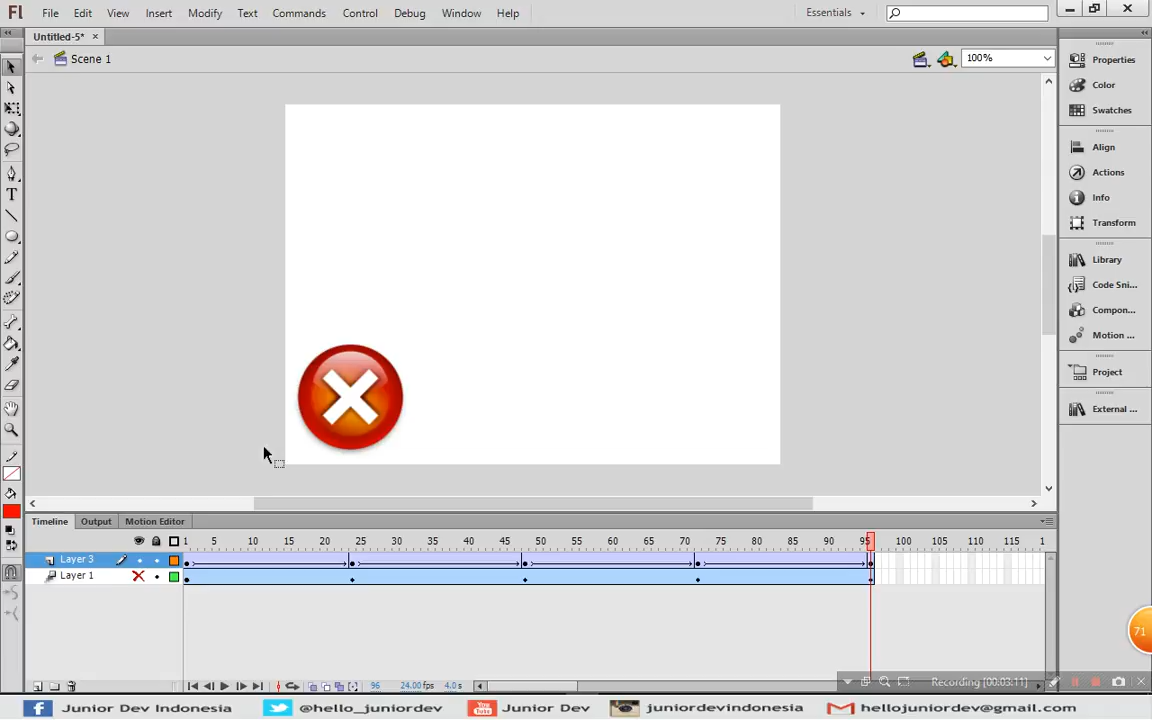 Fl File Edit View Insert Modify Text Commands Control Debug Window Help Essentials
Untitled-5* ×
Scene 1 100%
Properties
Color
Swatches
Align
Actions
Info
Transform
Library
Code Sni...
Compon...
Motion ...
Project
External ...
Timeline Output Motion Editor
1 5 10 15 20 25 30 35 40 45 50 55 60 65 70 75 80 85 90 95 100 105 110 115 1
Layer 3
Layer 1
71
96 24.00 fps 4.0 s
Recording [00:03:11]
Junior Dev Indonesia @hello_juniordev You Tube Junior Dev juniordevindonesia hellojuniordev@gmail.com